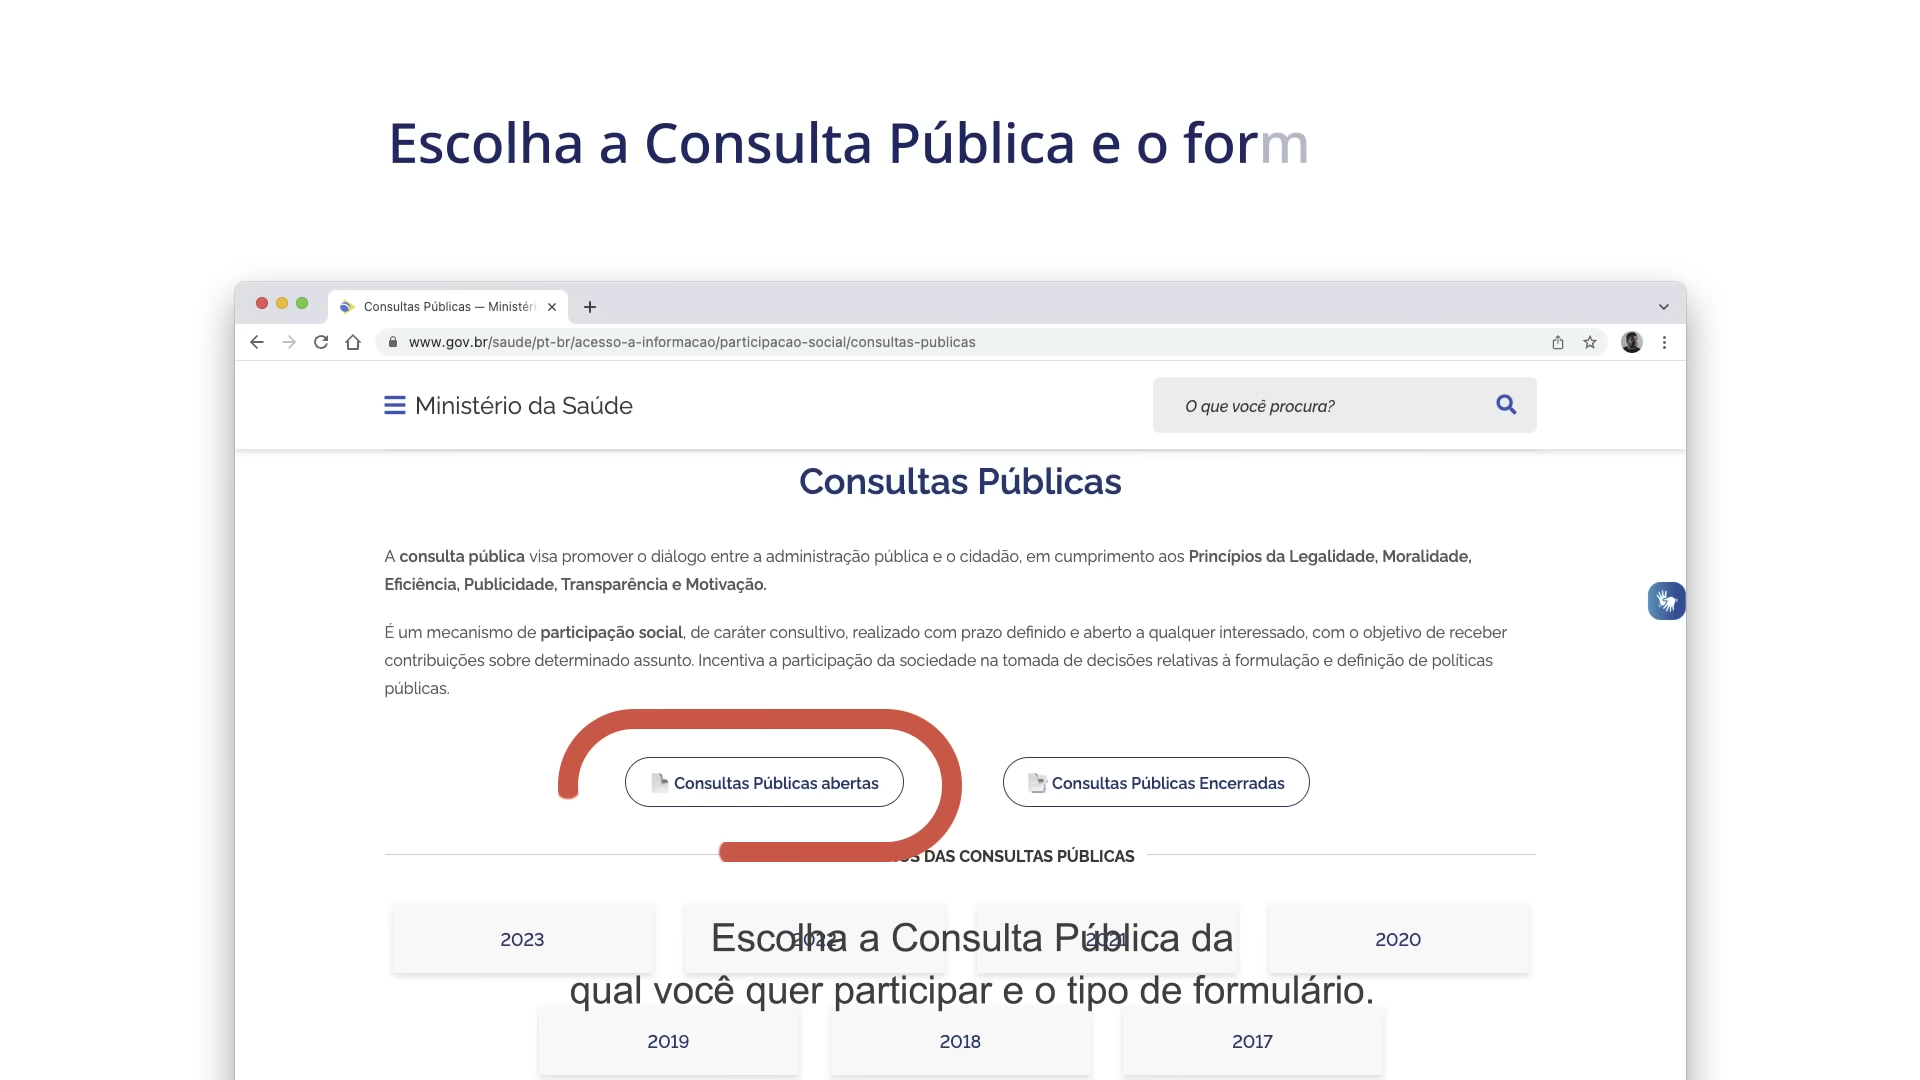 Escolha a Consulta Pública e o form
Consultas Públicas — Ministéri
www.gov.br/saude/pt-br/acesso-a-informacao/participacao-social/consultas-publicas
Ministério da Saúde
O que você procura?
Consultas Públicas
A consulta pública visa promover o diálogo entre a administração pública e o cidadão, em cumprimento aos Princípios da Legalidade, Moralidade,
Eficiência, Publicidade, Transparência e Motivação.
É um mecanismo de participação social, de caráter consultivo, realizado com prazo definido e aberto a qualquer interessado, com o objetivo de receber
contribuições sobre determinado assunto. Incentiva a participação da sociedade na tomada de decisões relativas à formulação e definição de políticas
públicas.
Consultas Públicas abertas
Consultas Públicas Encerradas
DAS CONSULTAS PÚBLICAS
2023
2022
2021
2020
Escolha a Consulta Pública da
qual você quer participar e o tipo de formulário.
2019
2018
2017